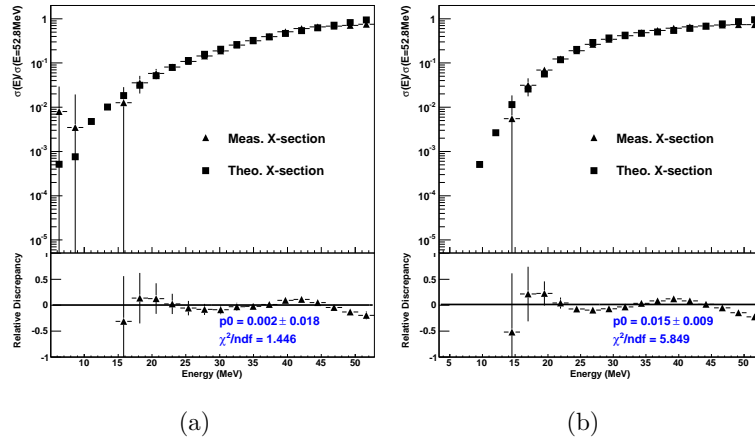 σ(E)/σ(E=52.8MeV)
1
10⁻¹
10⁻²
10⁻³
10⁻⁴
10⁻⁵
Meas. X-section
Theo. X-section
Relative Discrepancy
0.5
0
-0.5
-1
p0 = 0.002 ± 0.018
χ²/ndf = 1.446
10 15 20 25 30 35 40 45 50
Energy (MeV)
(a)
σ(E)/σ(E=52.8MeV)
1
10⁻¹
10⁻²
10⁻³
10⁻⁴
10⁻⁵
Meas. X-section
Theo. X-section
Relative Discrepancy
0.5
0
-0.5
-1
p0 = 0.015 ± 0.009
χ²/ndf = 5.849
5 10 15 20 25 30 35 40 45 50
Energy (MeV)
(b)